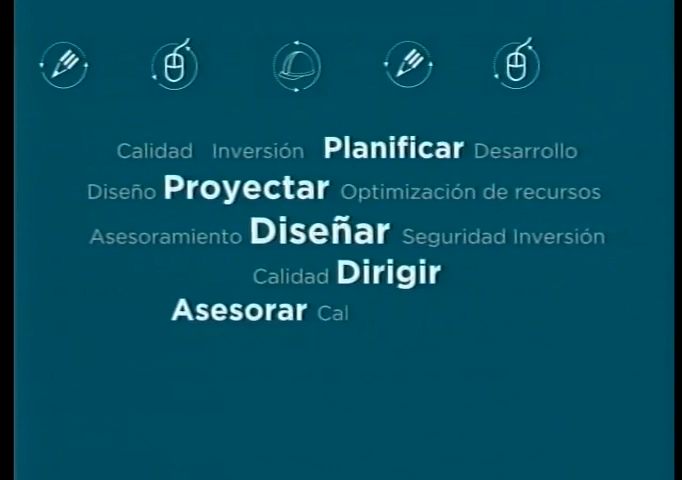 Calidad Inversión Planificar Desarrollo
Diseño Proyectar Optimización de recursos
Asesoramiento Diseñar Seguridad Inversión
Calidad Dirigir
Asesorar Cal